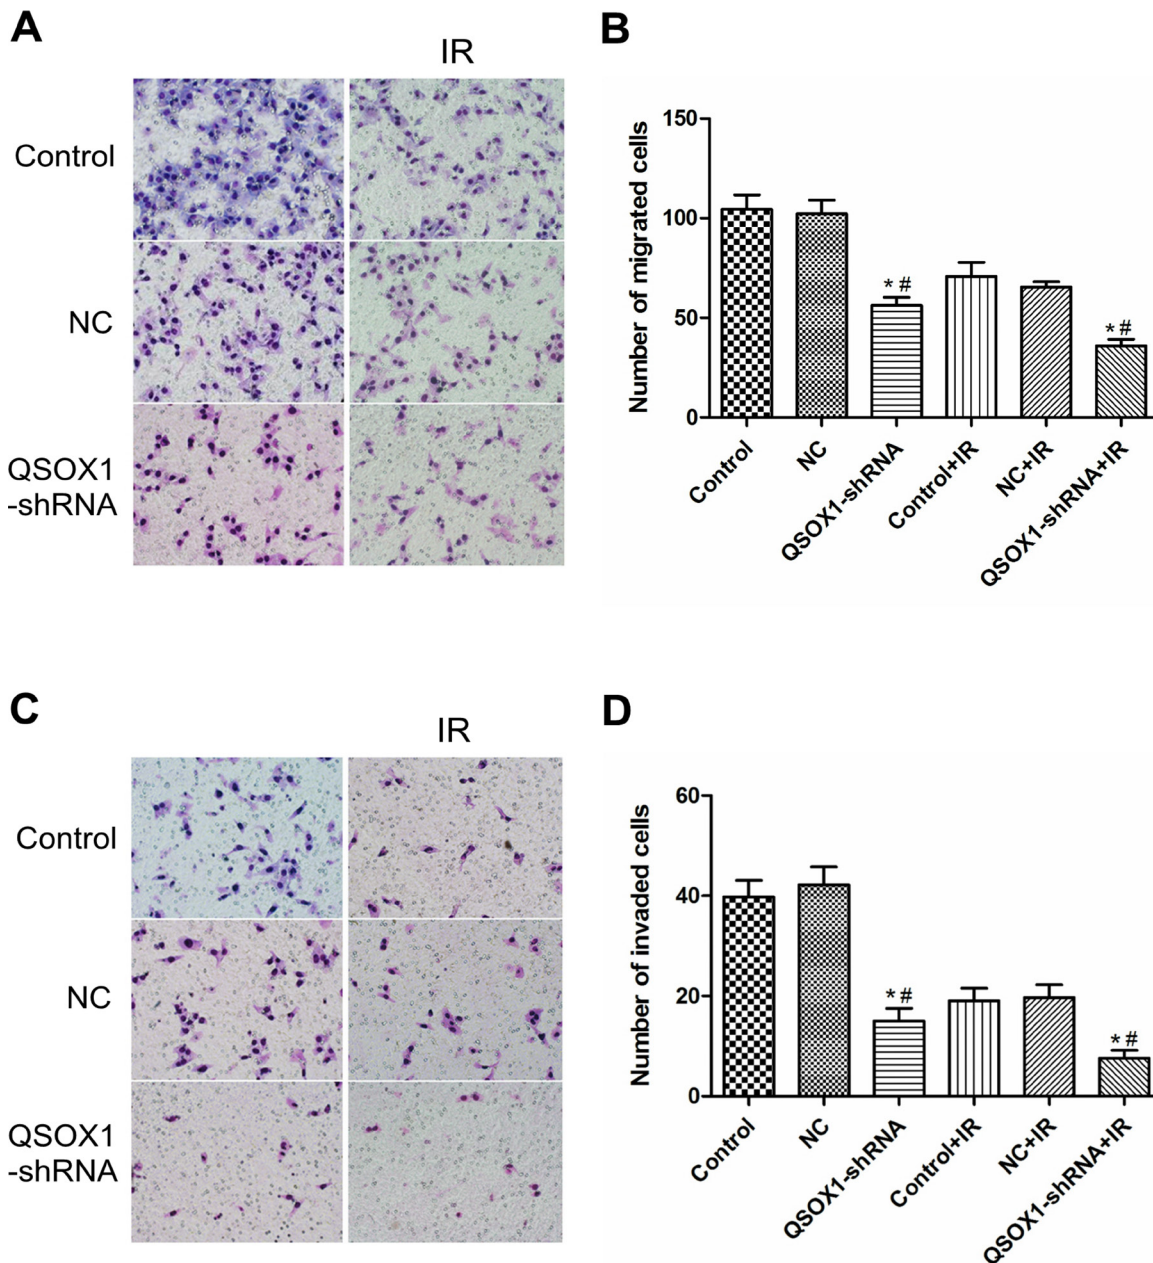 A
IR
Control
NC
QSOX1
-shRNA
B
Number of migrated cells
150
100
50
0
* #
* #
Control
NC
QSOX1-shRNA
Control+IR
NC+IR
QSOX1-shRNA+IR
C
IR
Control
NC
QSOX1
-shRNA
D
Number of invaded cells
60
40
20
0
* #
* #
Control
NC
QSOX1-shRNA
Control+IR
NC+IR
QSOX1-shRNA+IR